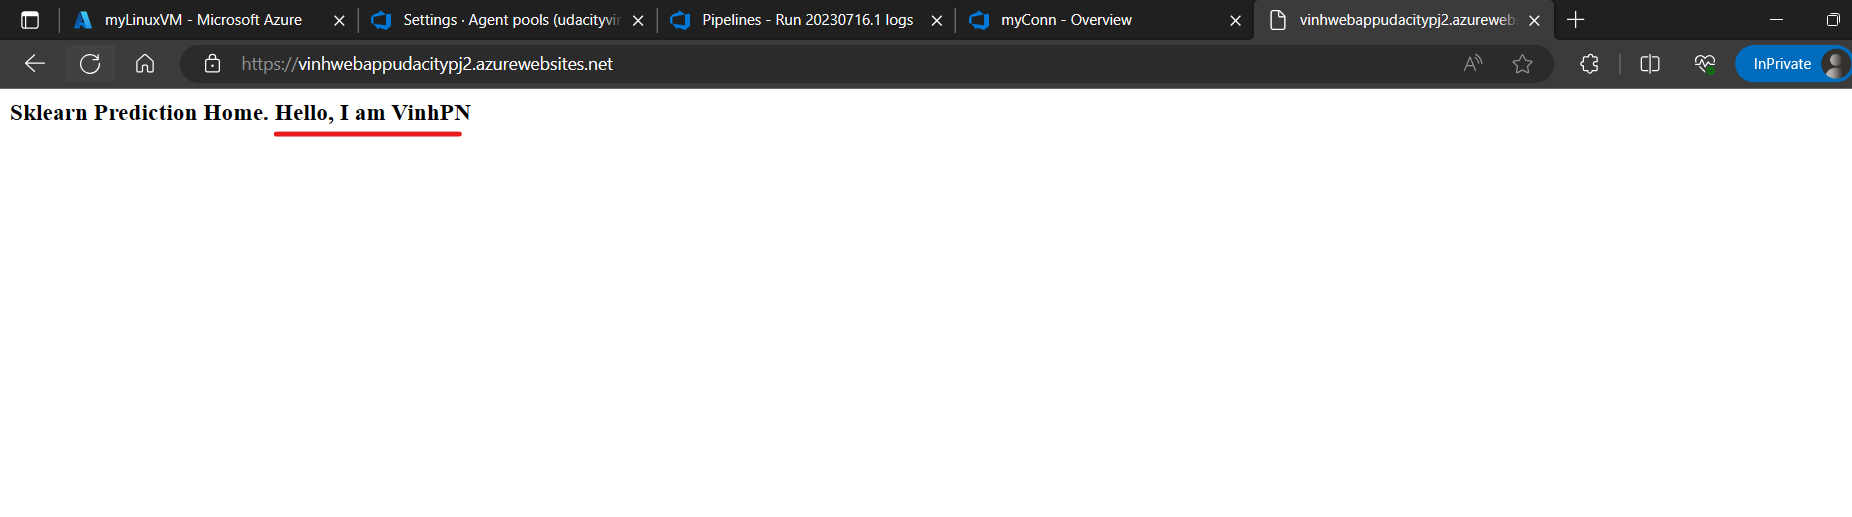 myLinuxVM - Microsoft Azure
Settings · Agent pools (udacityvin
Pipelines - Run 20230716.1 logs
myConn - Overview
vinhwebappudacitypj2.azureweb
https://vinhwebappudacitypj2.azurewebsites.net
A
InPrivate
Sklearn Prediction Home. Hello, I am VinhPN